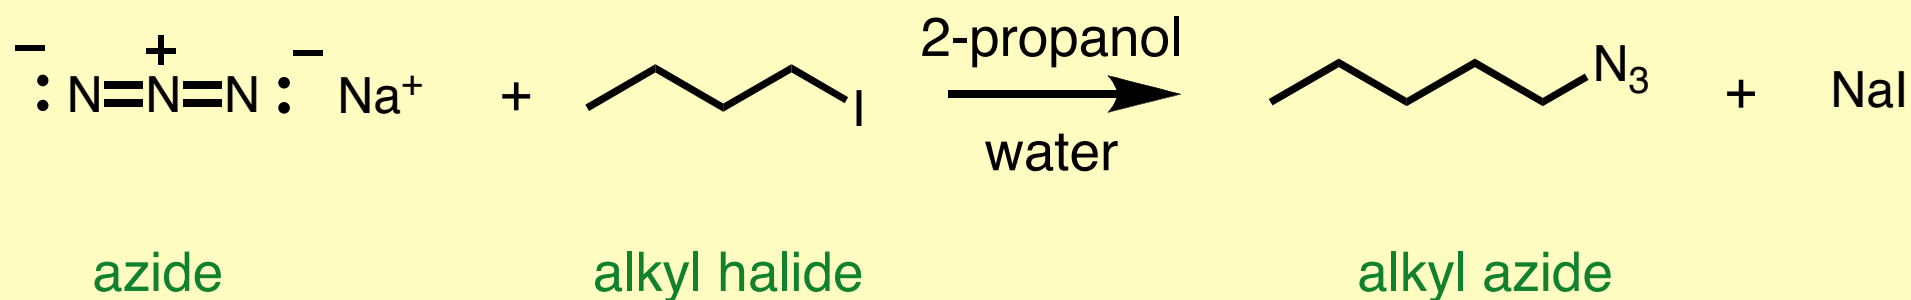 − + −
:N=N=N: Na⁺ + I 2-propanol N₃ + NaI
water
azide alkyl halide alkyl azide